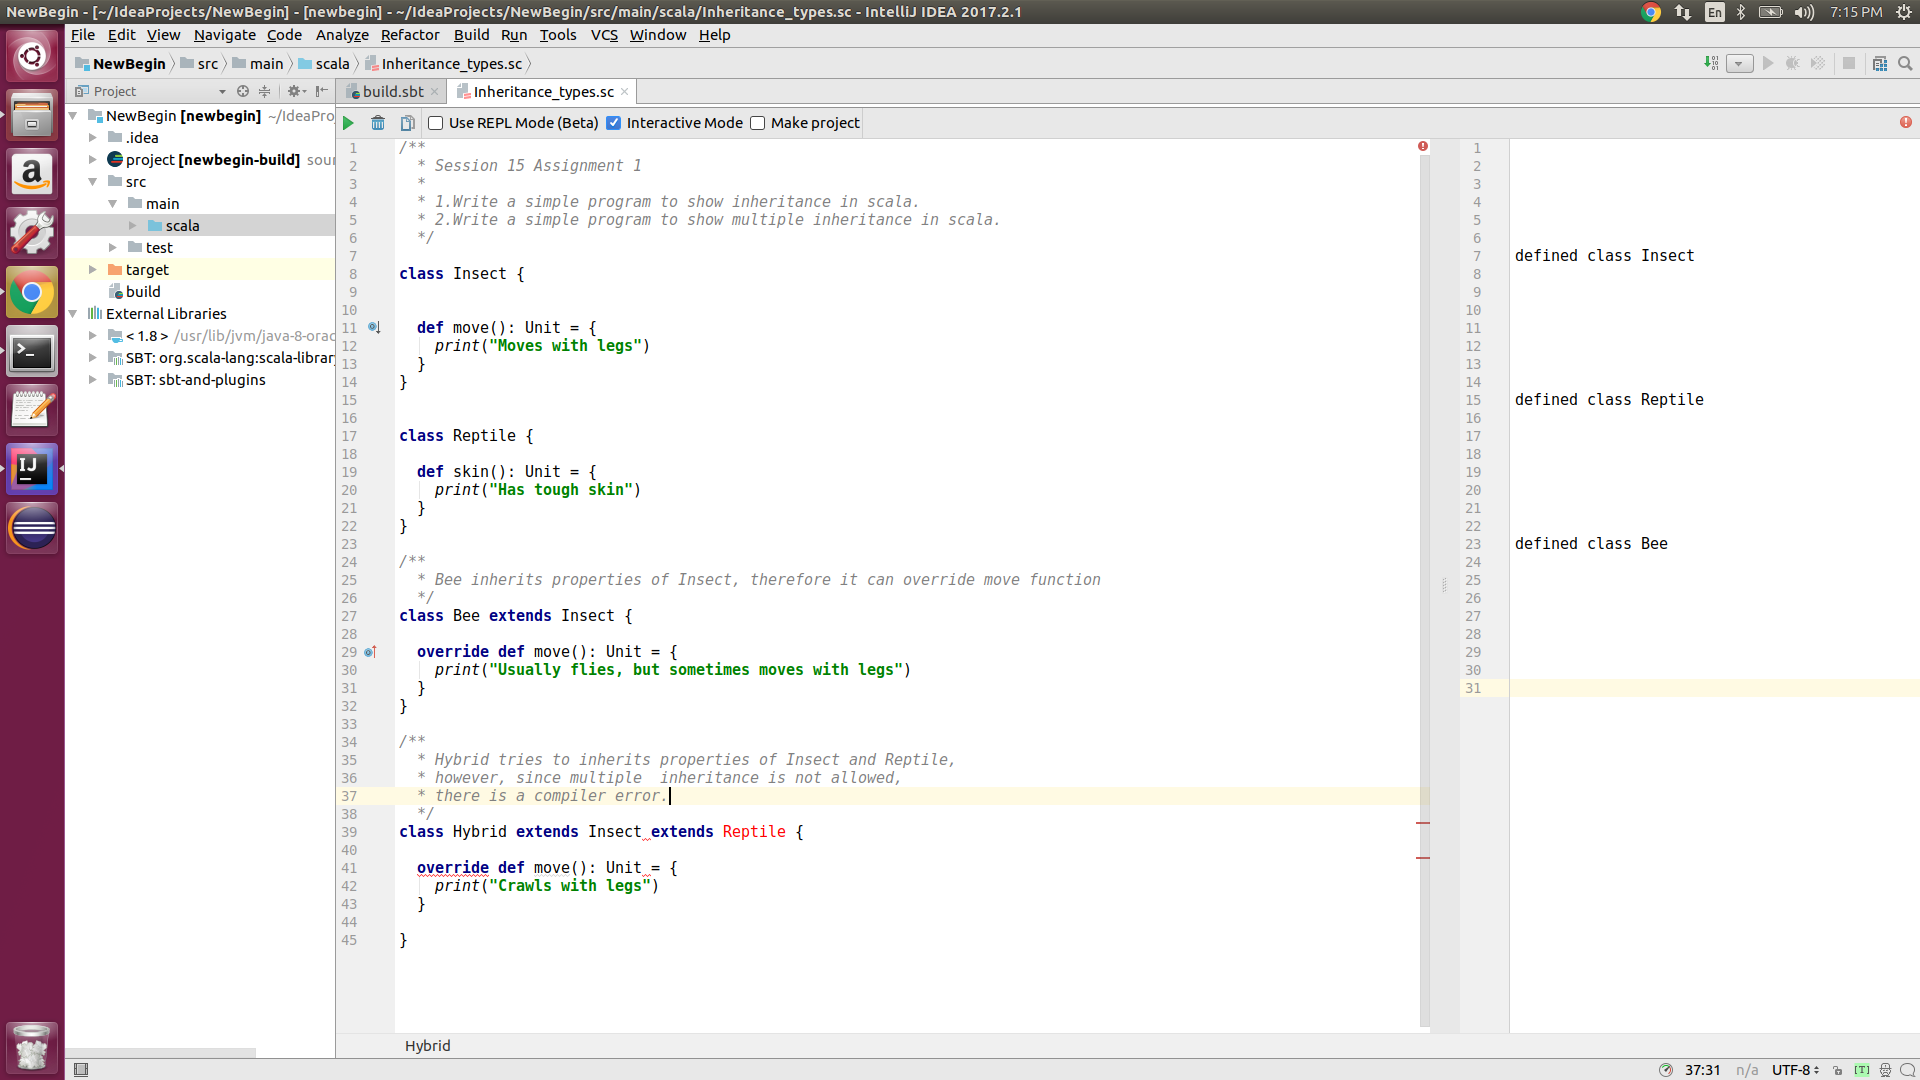 NewBegin - [~/IdeaProjects/NewBegin] - [newbegin] - ~/IdeaProjects/NewBegin/src/main/scala/Inheritance_types.sc - IntelliJ IDEA 2017.2.1
En
7:15 PM
File Edit View Navigate Code Analyze Refactor Build Run Tools VCS Window Help
NewBegin src main scala Inheritance_types.sc
Project
build.sbt
Inheritance_types.sc
Use REPL Mode (Beta) Interactive Mode Make project
NewBegin [newbegin] ~/IdeaPro
.idea
project [newbegin-build] sou
src
main
scala
test
target
build
External Libraries
< 1.8 > /usr/lib/jvm/java-8-orac
SBT: org.scala-lang:scala-librar
SBT: sbt-and-plugins
1 /**
2   * Session 15 Assignment 1
3   *
4   * 1.Write a simple program to show inheritance in scala.
5   * 2.Write a simple program to show multiple inheritance in scala.
6   */
7
8 class Insect {
9
10
11   def move(): Unit = {
12     print("Moves with legs")
13   }
14 }
15
16
17 class Reptile {
18
19   def skin(): Unit = {
20     print("Has tough skin")
21   }
22 }
23
24 /**
25   * Bee inherits properties of Insect, therefore it can override move function
26   */
27 class Bee extends Insect {
28
29   override def move(): Unit = {
30     print("Usually flies, but sometimes moves with legs")
31   }
32 }
33
34 /**
35   * Hybrid tries to inherits properties of Insect and Reptile,
36   * however, since multiple  inheritance is not allowed,
37   * there is a compiler error.
38   */
39 class Hybrid extends Insect extends Reptile {
40
41   override def move(): Unit = {
42     print("Crawls with legs")
43   }
44
45 }
1
2
3
4
5
6
7 defined class Insect
8
9
10
11
12
13
14
15 defined class Reptile
16
17
18
19
20
21
22
23 defined class Bee
24
25
26
27
28
29
30
31
Hybrid
37:31 n/a UTF-8 [T]